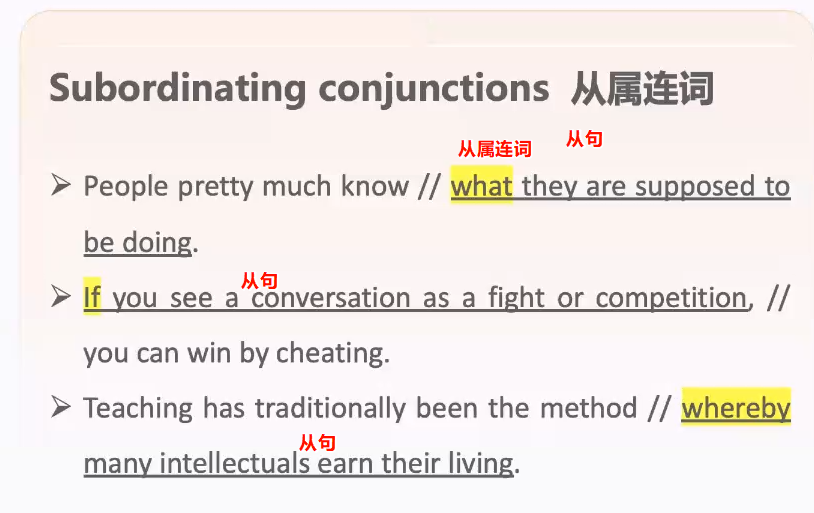 Subordinating conjunctions 从属连词
从属连词 从句
➢ People pretty much know // what they are supposed to
be doing.
从句
➢ If you see a conversation as a fight or competition, //
you can win by cheating.
➢ Teaching has traditionally been the method // whereby
从句
many intellectuals earn their living.